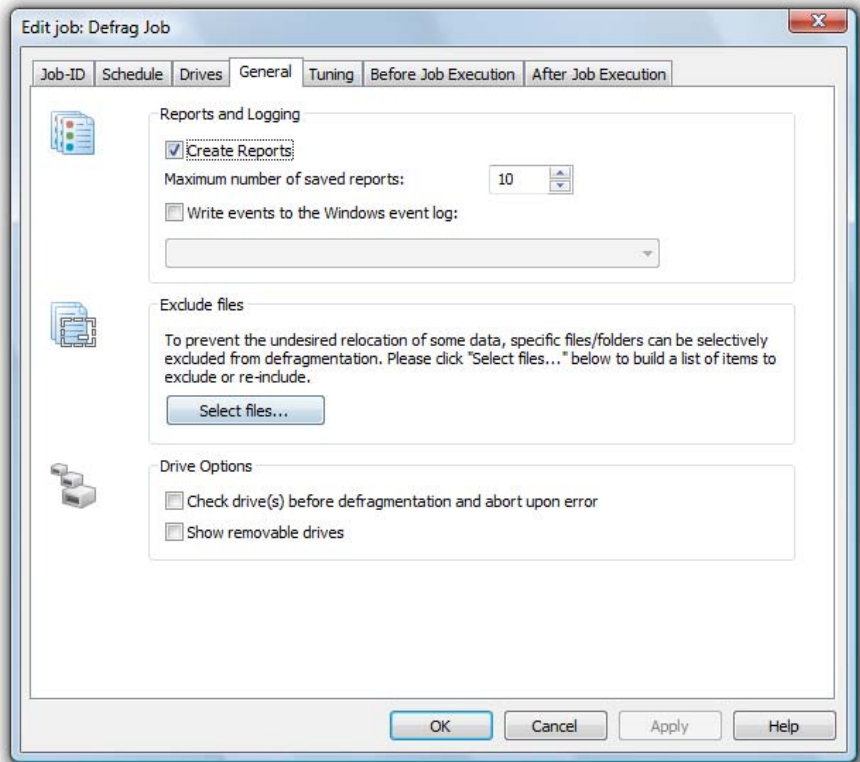 Edit job: Defrag Job
Job-ID Schedule Drives General Tuning Before Job Execution After Job Execution
Reports and Logging
Create Reports
Maximum number of saved reports: 10
Write events to the Windows event log:
Exclude files
To prevent the undesired relocation of some data, specific files/folders can be selectively
excluded from defragmentation. Please click "Select files..." below to build a list of items to
exclude or re-include.
Select files...
Drive Options
Check drive(s) before defragmentation and abort upon error
Show removable drives
OK Cancel Apply Help